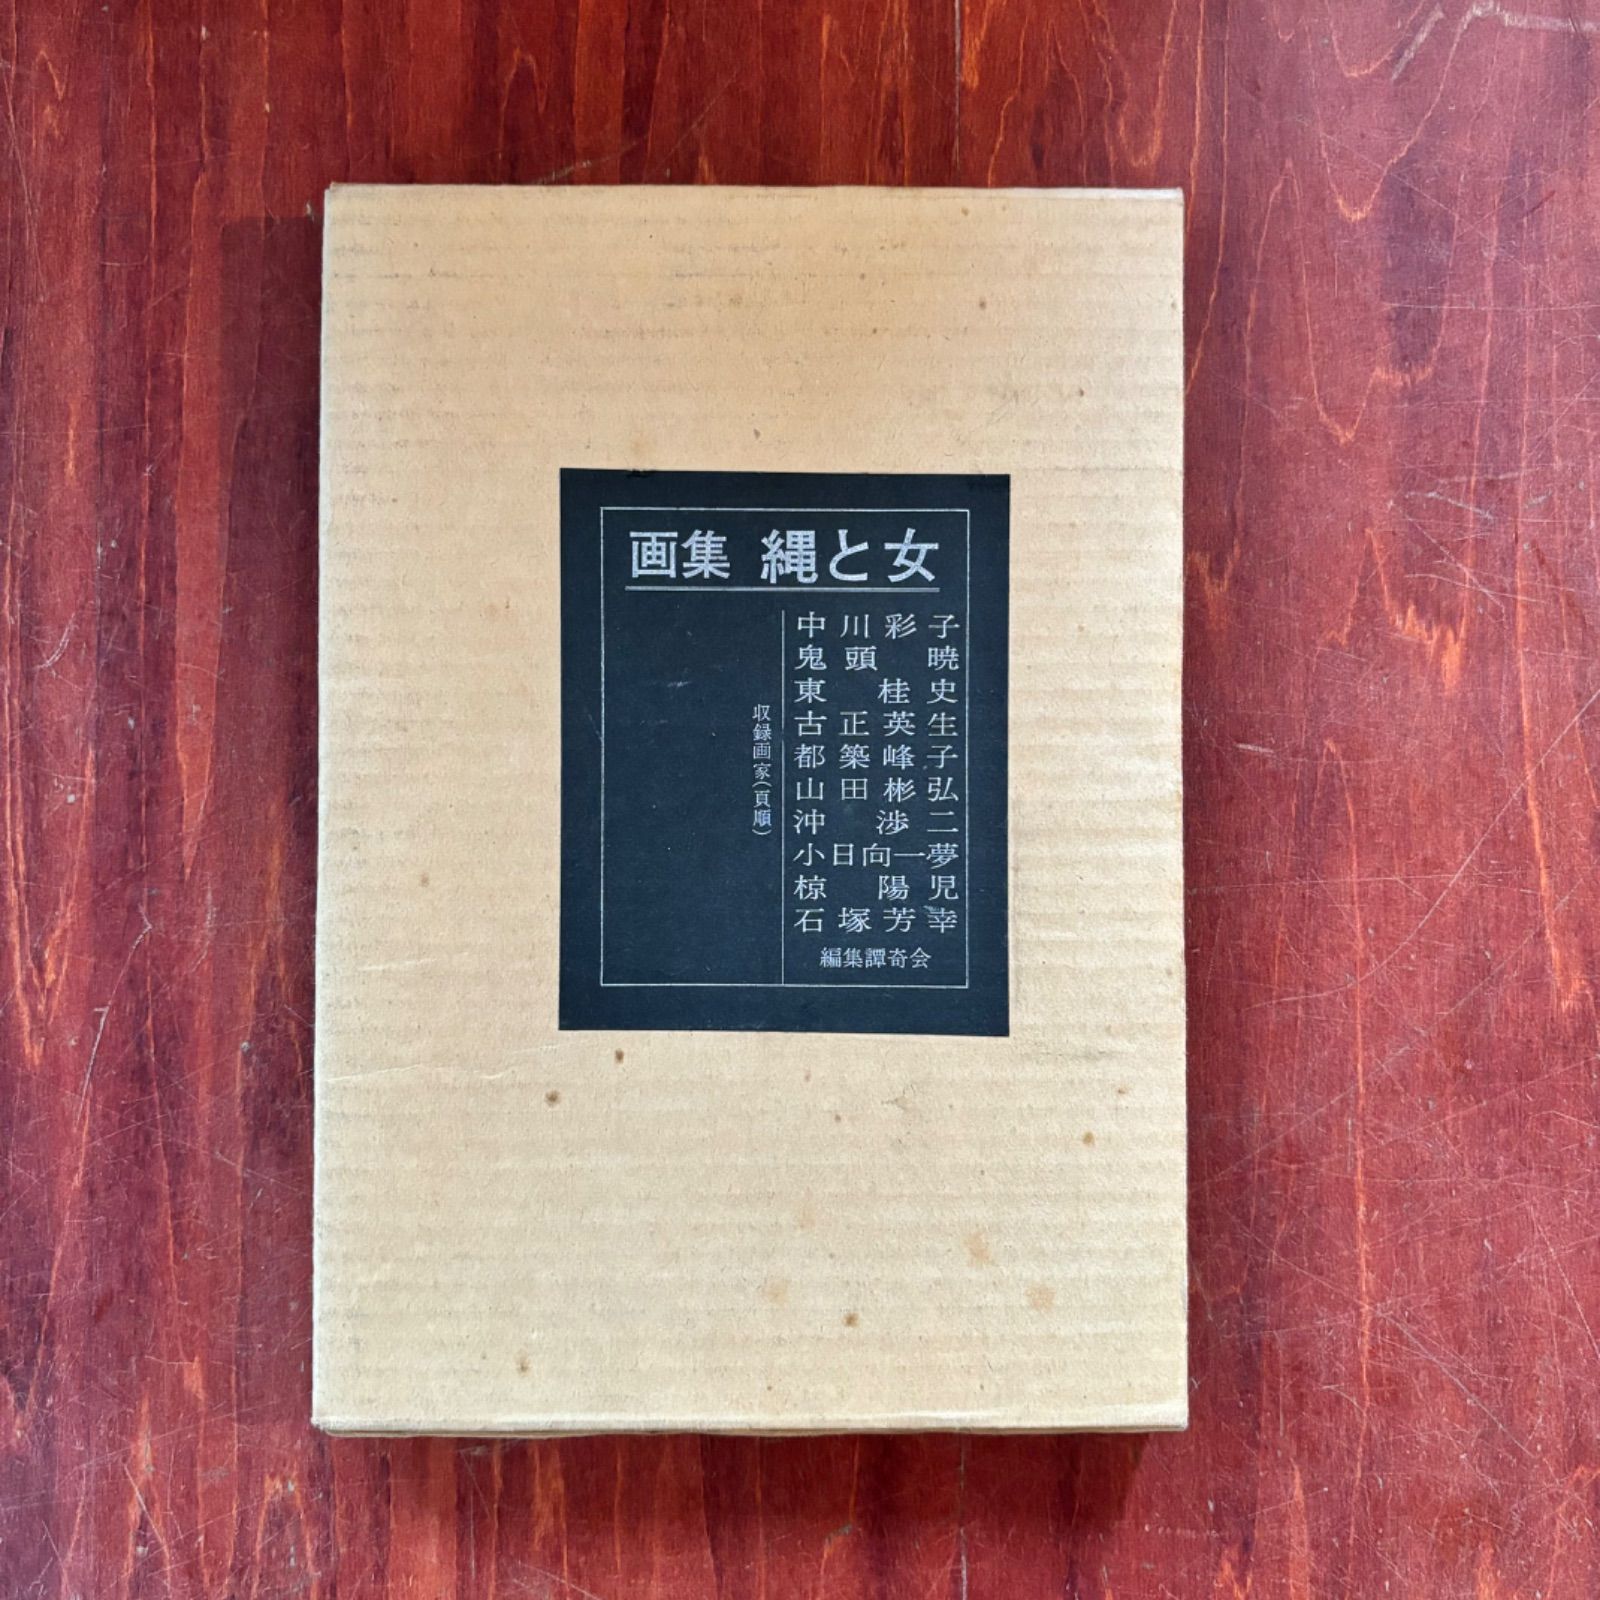 画集 縄と女
中川彩子
鬼頭暁
東桂史
古正英生
都築峰子
山田彬弘
沖渉二
小日向一夢
椋陽児
石塚芳幸
収録画家(頁順)
編集譚奇会